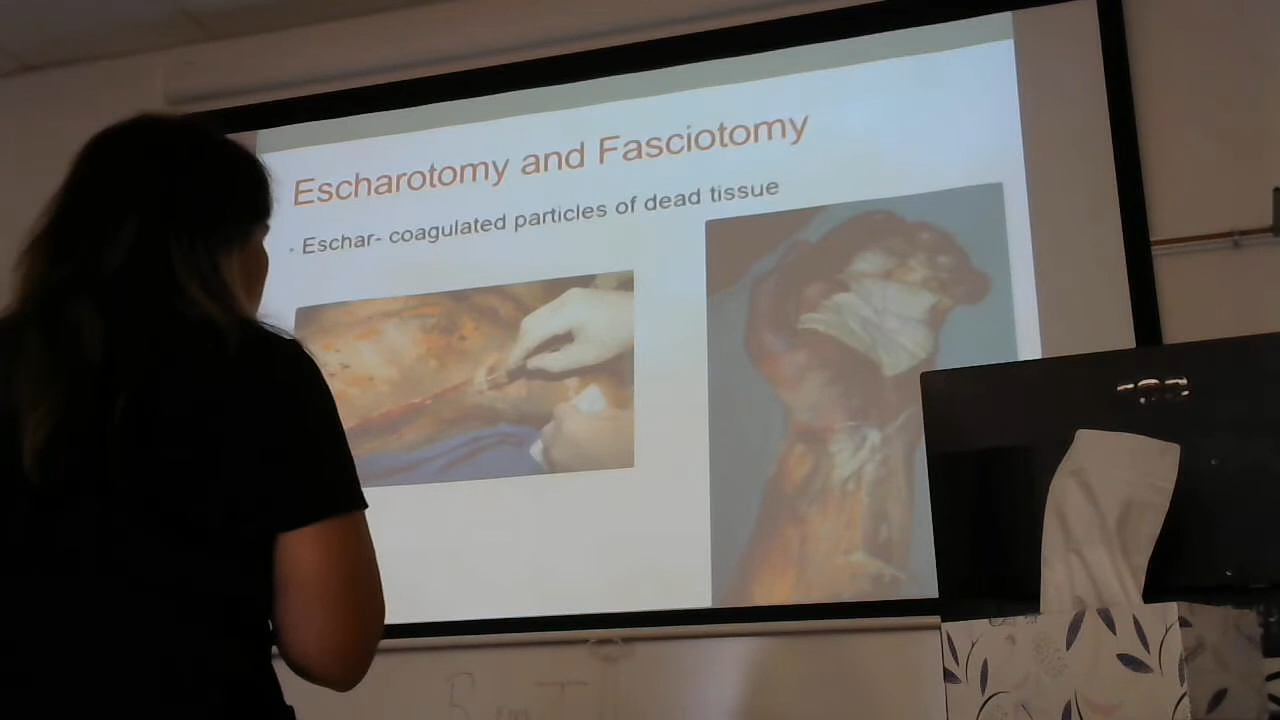 Escharotomy and Fasciotomy
Eschar- coagulated particles of dead tissue